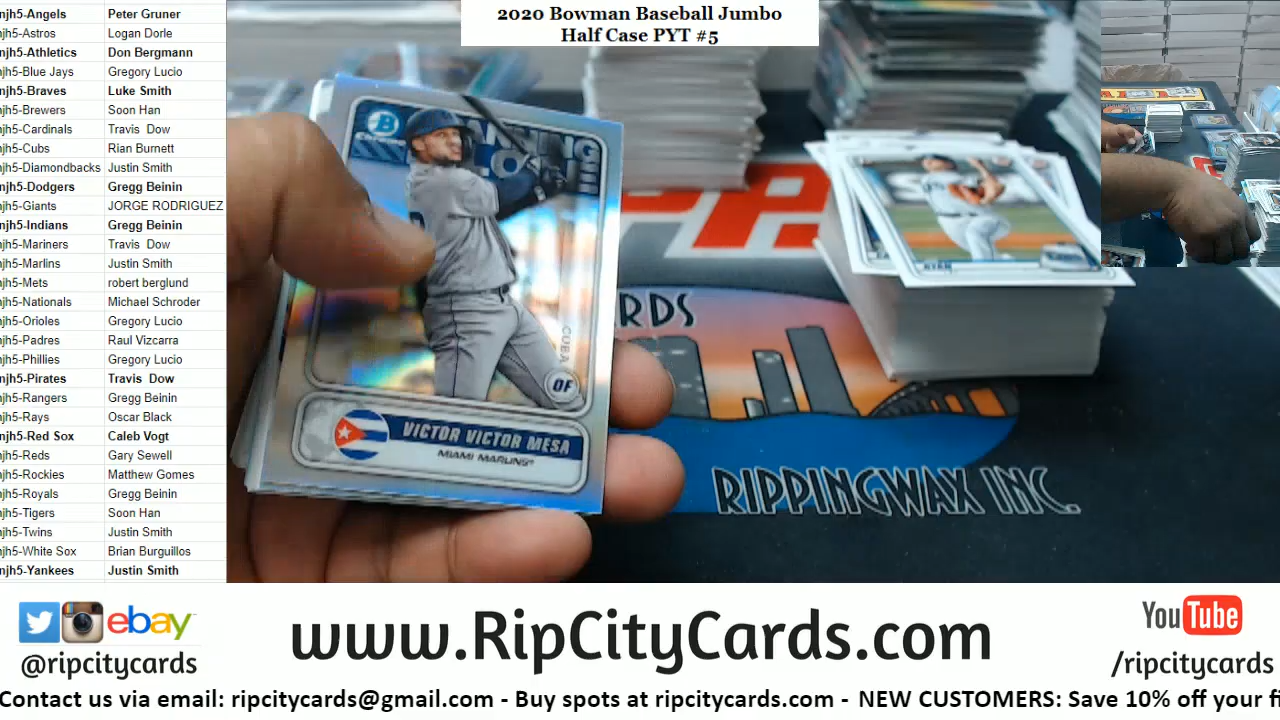 2020 Bowman Baseball Jumbo
Half Case PYT #5
njh5-Angels Peter Gruner
njh5-Astros Logan Dorle
njh5-Athletics Don Bergmann
njh5-Blue Jays Gregory Lucio
njh5-Braves Luke Smith
njh5-Brewers Soon Han
njh5-Cardinals Travis Dow
njh5-Cubs Rian Burnett
njh5-Diamondbacks Justin Smith
njh5-Dodgers Gregg Beinin
njh5-Giants JORGE RODRIGUEZ
njh5-Indians Gregg Beinin
njh5-Mariners Travis Dow
njh5-Marlins Justin Smith
njh5-Mets robert berglund
njh5-Nationals Michael Schroder
njh5-Orioles Gregory Lucio
njh5-Padres Raul Vizcarra
njh5-Phillies Gregory Lucio
njh5-Pirates Travis Dow
njh5-Rangers Gregg Beinin
njh5-Rays Oscar Black
njh5-Red Sox Caleb Vogt
njh5-Reds Gary Sewell
njh5-Rockies Matthew Gomes
njh5-Royals Gregg Beinin
njh5-Tigers Soon Han
njh5-Twins Justin Smith
njh5-White Sox Brian Burguillos
njh5-Yankees Justin Smith
B
CUBA
OF
VICTOR VICTOR MESA
MIAMI MARLINS
RYAN
RDS
RIPPINGWAX INC.
ebay
@ripcitycards
www.RipCityCards.com
YouTube
/ripcitycards
Contact us via email: ripcitycards@gmail.com - Buy spots at ripcitycards.com - NEW CUSTOMERS: Save 10% off your fi